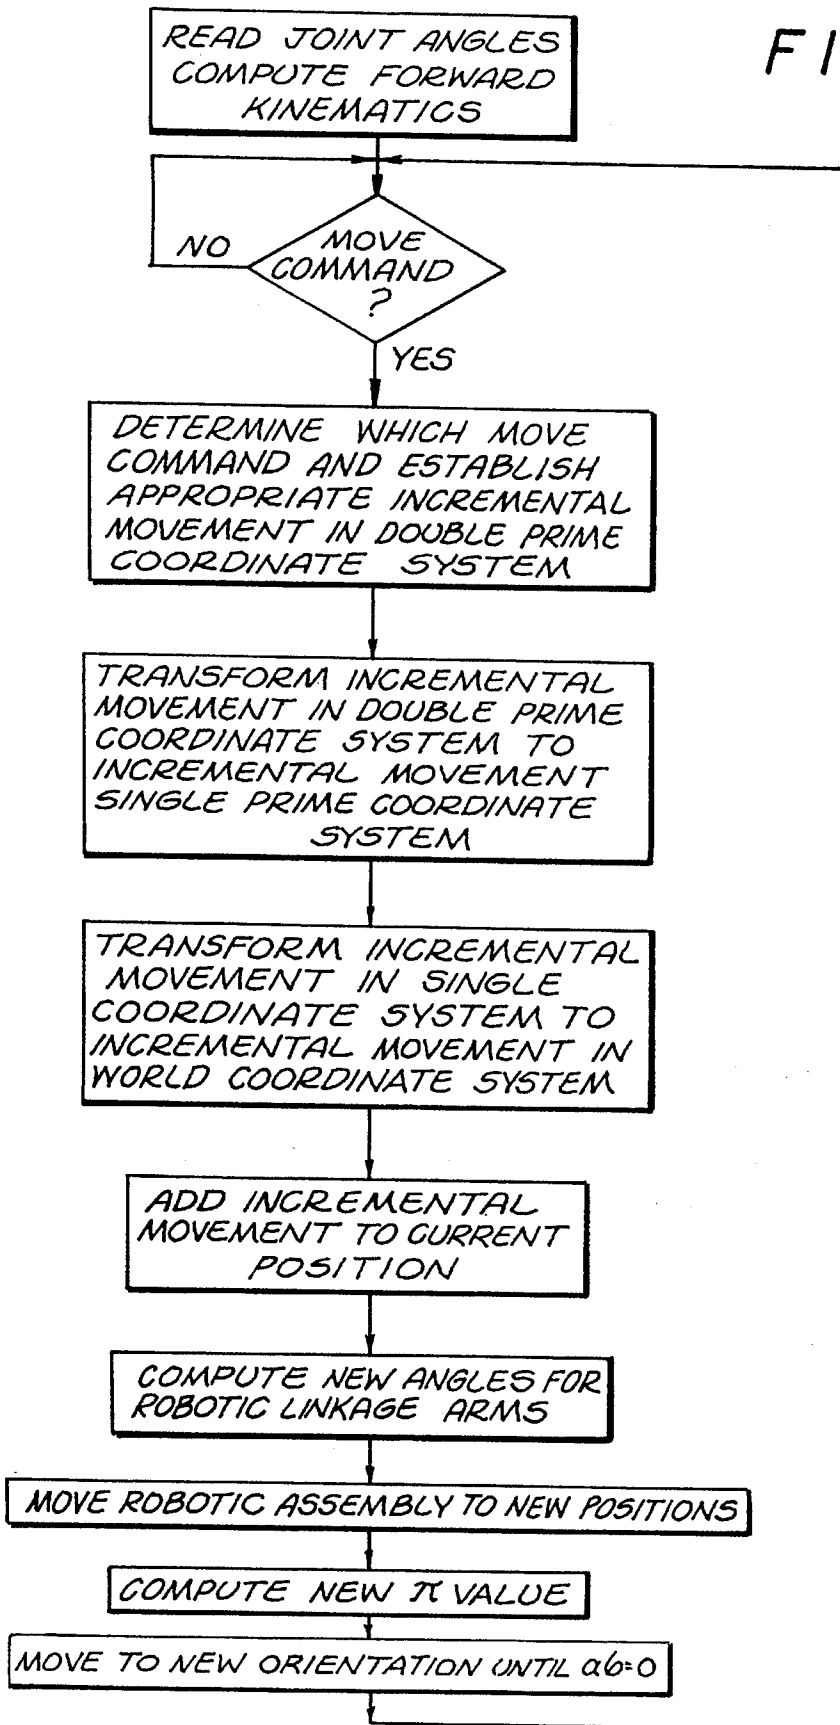 READ JOINT ANGLES
COMPUTE FORWARD
KINEMATICS
FI
NO
MOVE
COMMAND
?
YES
DETERMINE WHICH MOVE
COMMAND AND ESTABLISH
APPROPRIATE INCREMENTAL
MOVEMENT IN DOUBLE PRIME
COORDINATE SYSTEM
TRANSFORM INCREMENTAL
MOVEMENT IN DOUBLE PRIME
COORDINATE SYSTEM TO
INCREMENTAL MOVEMENT
SINGLE PRIME COORDINATE
SYSTEM
TRANSFORM INCREMENTAL
MOVEMENT IN SINGLE
COORDINATE SYSTEM TO
INCREMENTAL MOVEMENT IN
WORLD COORDINATE SYSTEM
ADD INCREMENTAL
MOVEMENT TO CURRENT
POSITION
COMPUTE NEW ANGLES FOR
ROBOTIC LINKAGE ARMS
MOVE ROBOTIC ASSEMBLY TO NEW POSITIONS
COMPUTE NEW π VALUE
MOVE TO NEW ORIENTATION UNTIL α6=0